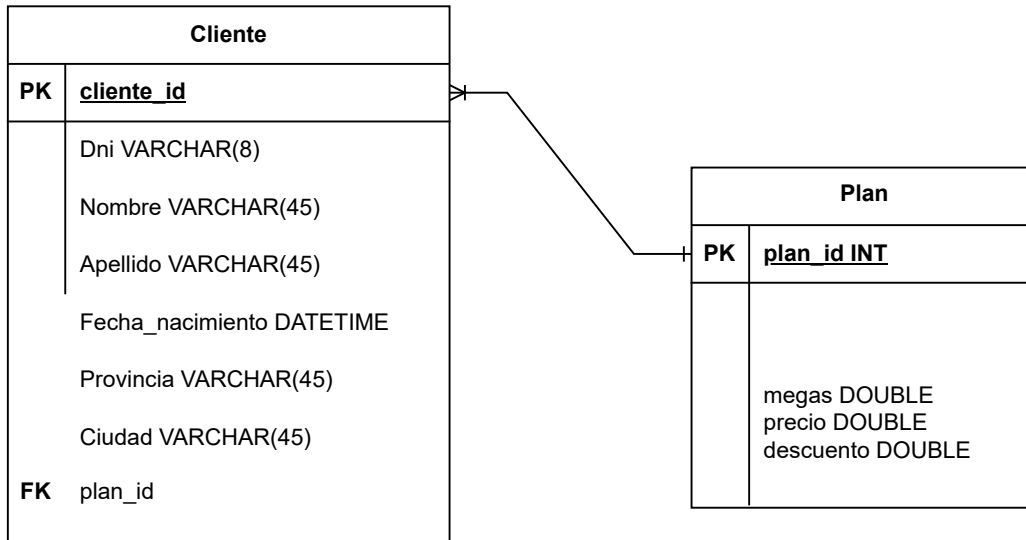 Cliente
PK cliente_id
Dni VARCHAR(8)
Nombre VARCHAR(45)
Apellido VARCHAR(45)
Fecha_nacimiento DATETIME
Provincia VARCHAR(45)
Ciudad VARCHAR(45)
FK plan_id
Plan
PK plan_id INT
megas DOUBLE
precio DOUBLE
descuento DOUBLE